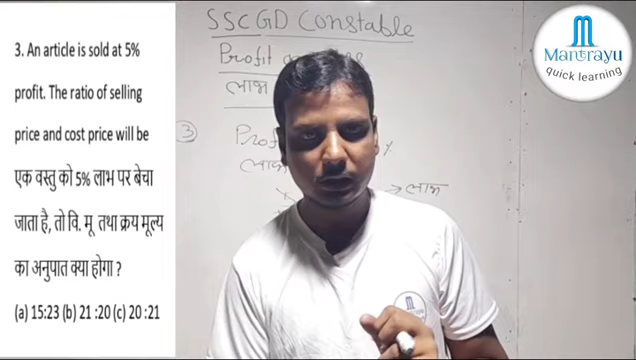 3. An article is sold at 5%
profit. The ratio of selling
price and cost price will be
एक वस्तु को 5% लाभ पर बेचा
जाता है, तो वि. मू तथा क्रय मूल्य
का अनुपात क्या होगा ?
(a) 15:23 (b) 21 :20 (c) 20 :21
SSC GD Constable
Profit
लाभ
3 Prof %
→ लाभ
Mantrayu
quick learning